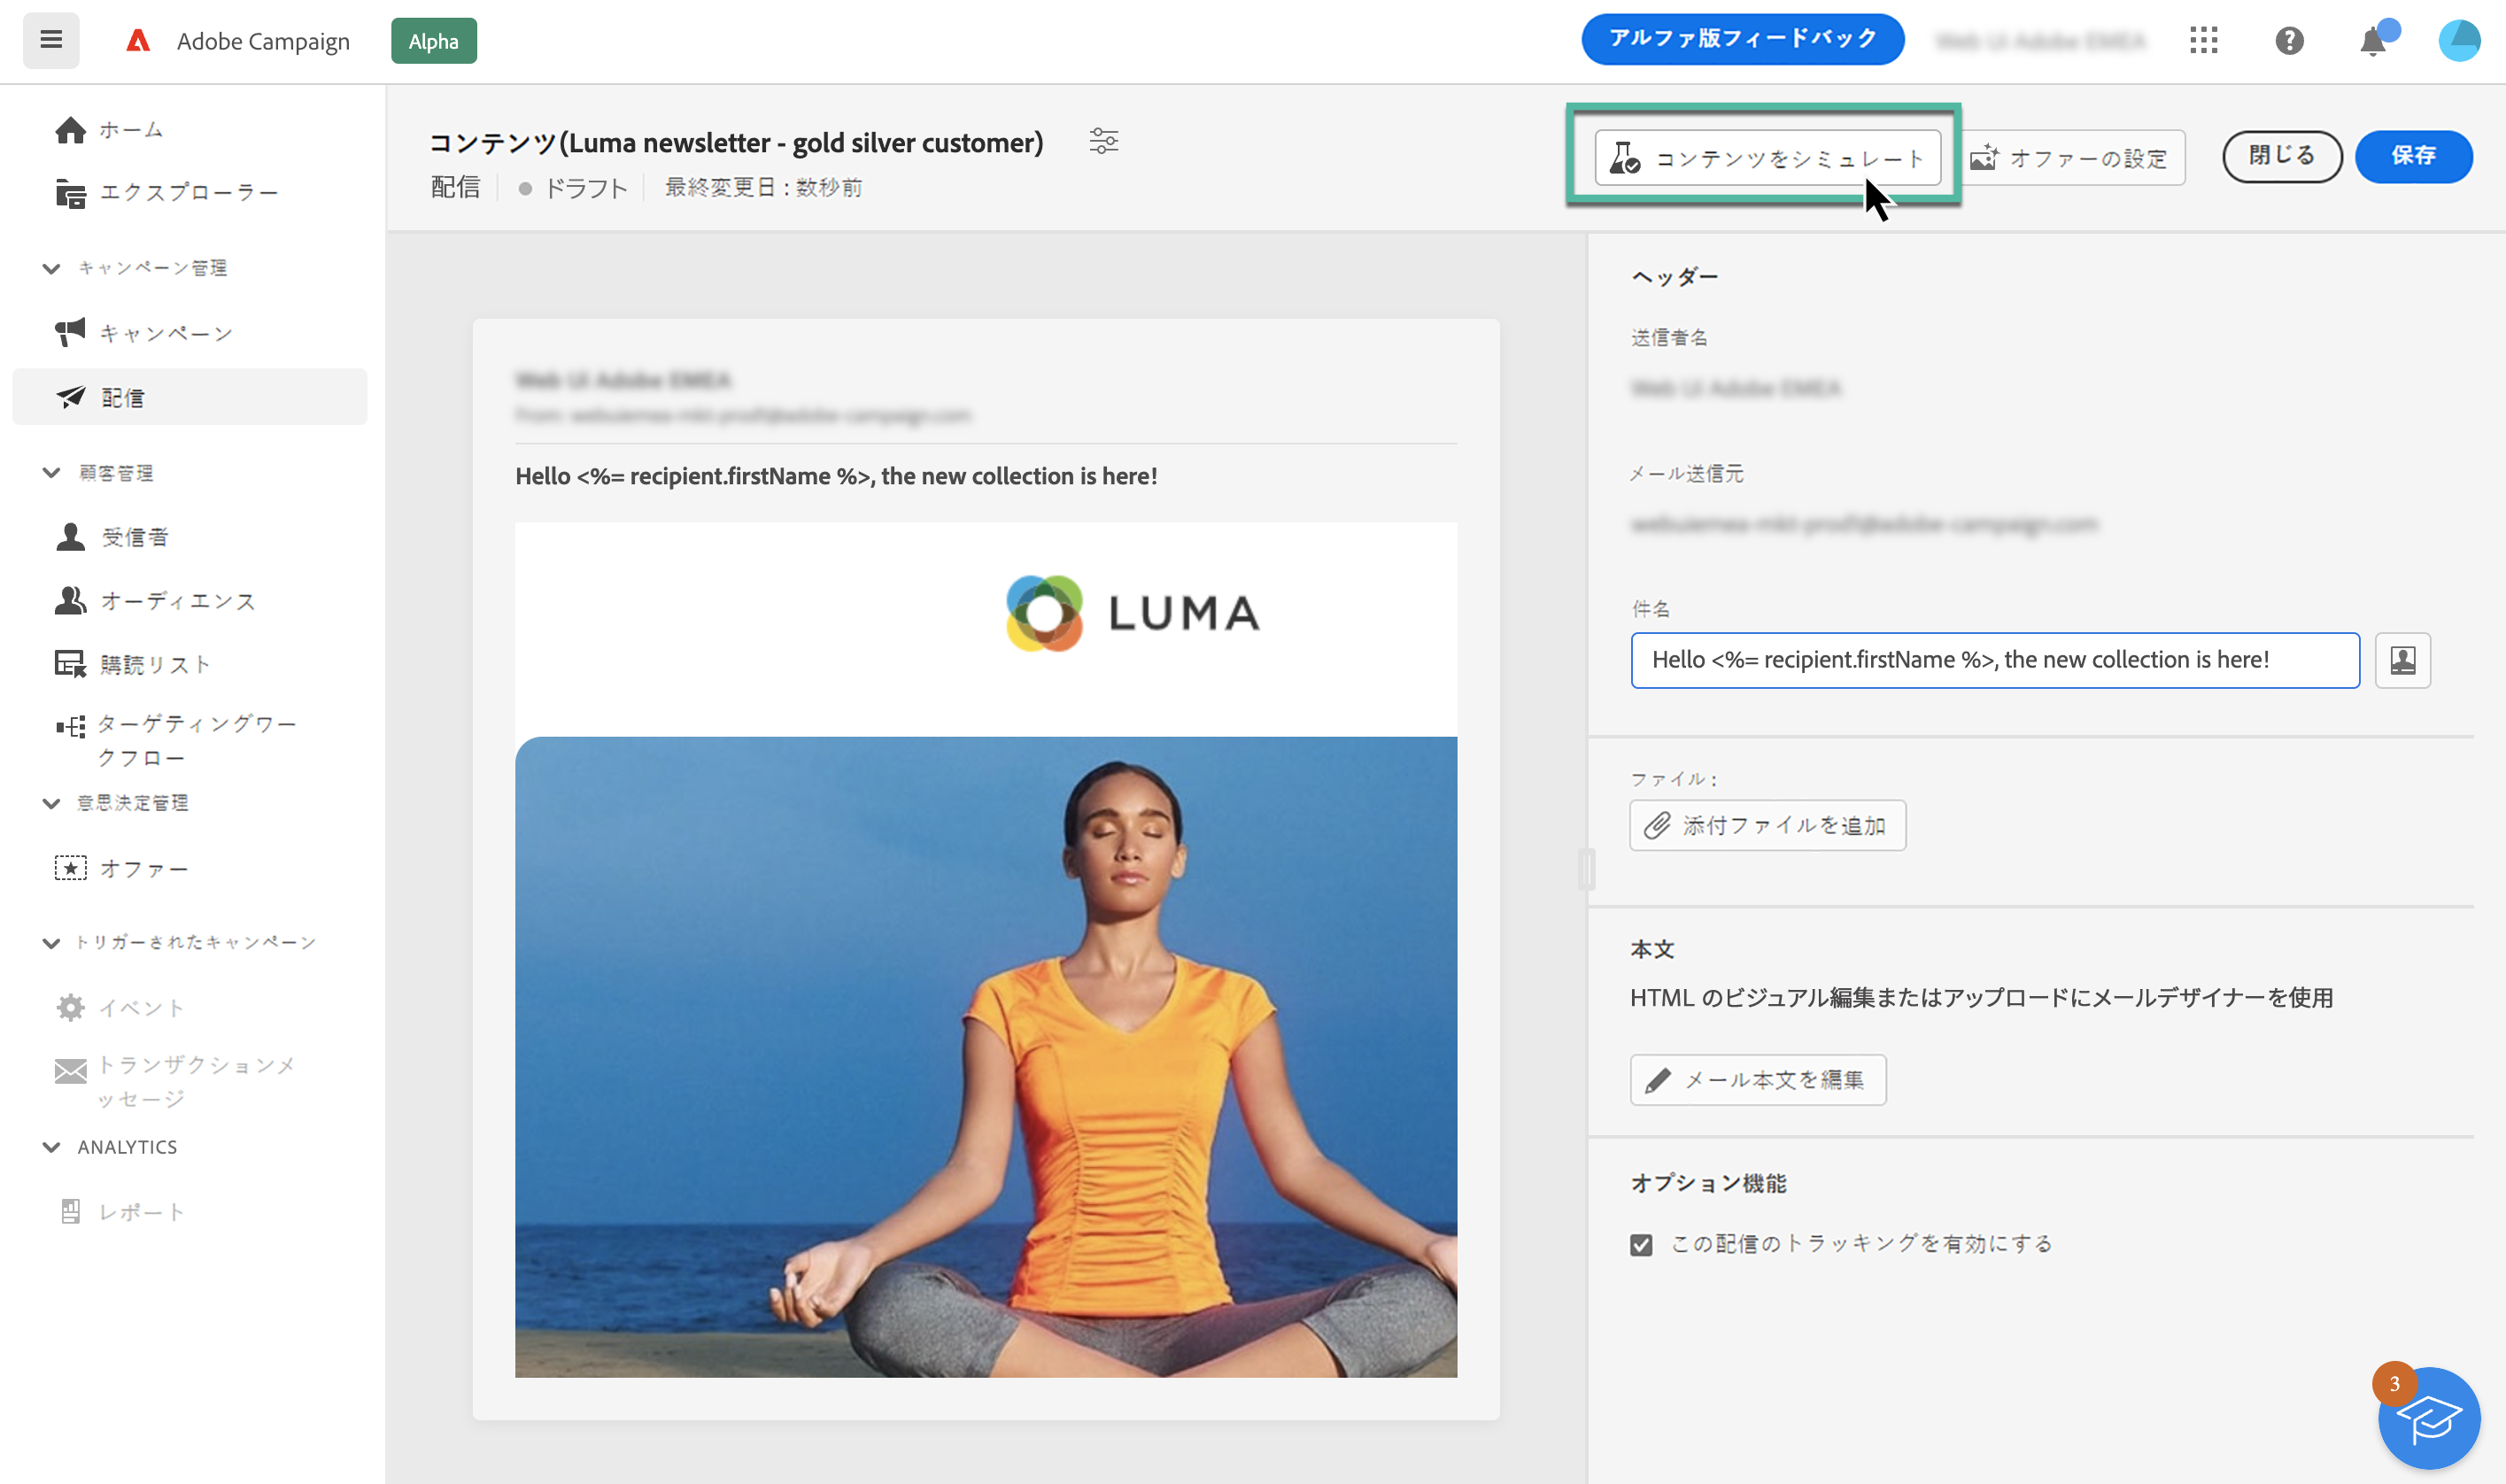 Adobe Campaign
Alpha
アルファ版フィードバック
ホーム
エクスプローラー
キャンペーン管理
キャンペーン
配信
顧客管理
受信者
オーディエンス
購読リスト
ターゲティングワー
クフロー
意思決定管理
オファー
トリガーされたキャンペーン
イベント
トランザクションメ
ッセージ
ANALYTICS
レポート
コンテンツ(Luma newsletter - gold silver customer)
配信
ドラフト
最終変更日 : 数秒前
コンテンツをシミュレート
オファーの設定
閉じる
保存
Hello <%= recipient.firstName %>, the new collection is here!
LUMA
ヘッダー
送信者名
メール送信元
件名
Hello <%= recipient.firstName %>, the new collection is here!
ファイル :
添付ファイルを追加
本文
HTML のビジュアル編集またはアップロードにメールデザイナーを使用
メール本文を編集
オプション機能
この配信のトラッキングを有効にする
3